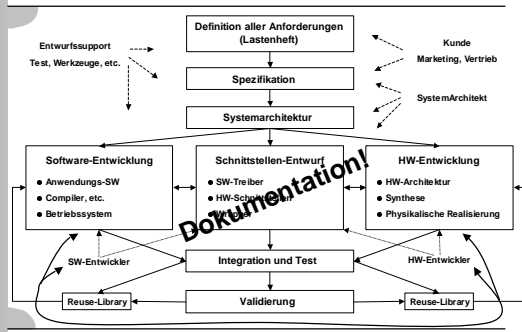 Definition aller Anforderungen
(Lastenheft)
Entwurfssupport
Test, Werkzeuge, etc.
Kunde
Marketing, Vertrieb
Spezifikation
SystemArchitekt
Systemarchitektur
Software-Entwicklung
Anwendungs-SW
Compiler, etc.
Betriebssystem
Schnittstellen-Entwurf
SW-Treiber
HW-Schnittstellen
Wrapper
HW-Entwicklung
HW-Architektur
Synthese
Physikalische Realisierung
Dokumentation!
SW-Entwickler
Integration und Test
HW-Entwickler
Reuse-Library
Validierung
Reuse-Library